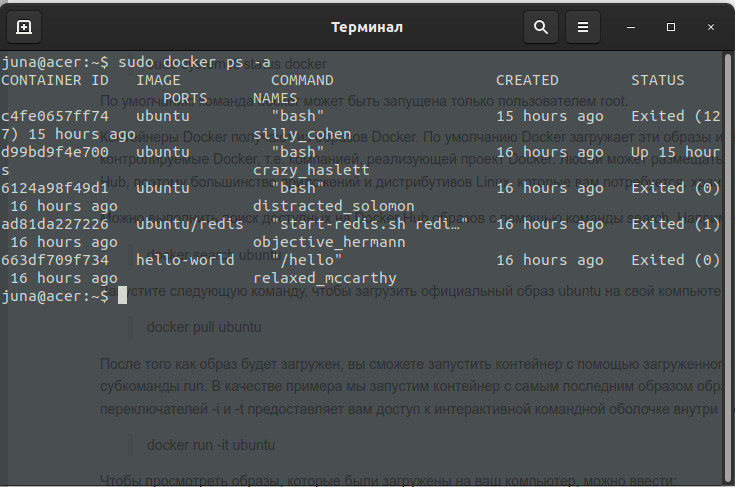 Терминал
juna@acer:~$ sudo docker ps -a
status docker
CONTAINER ID   IMAGE          COMMAND                  CREATED        STATUS
PORTS     NAMES
По умолчанию команда может быть запущена только пользователем root.
c4fe0657ff74   ubuntu         "bash"                   15 hours ago   Exited (12
7) 15 hours ago             silly_cohen
Контейнеры Docker образов Docker. По умолчанию Docker загружает эти образы и
d99bd9f4e700   ubuntu         "bash"                   16 hours ago   Up 15 hour
s                           crazy_haslett
контролируемые Docker, т.е. компанией, реализующей проект Docker. Любой может размещать
6124a98f49d1   ubuntu         "bash"                   16 hours ago   Exited (0)
Hub, поэтому большинство приложений и дистрибутивов Linux, которые вам потребуется,
16 hours ago             distracted_solomon
ad81da227226   ubuntu/redis   "start-redis.sh redi…"   16 hours ago   Exited (1)
Можно выполнить поиск доступных на Docker Hub образов с помощью команды search.
16 hours ago             objective_hermann
663df709f734   hello-world    "/hello"                 16 hours ago   Exited (0)
docker search ubuntu
16 hours ago             relaxed_mccarthy
juna@acer:~$
Запустите следующую команду, чтобы загрузить официальный образ ubuntu на свой компьюте
docker pull ubuntu
После того как образ будет загружен, вы сможете запустить контейнер с помощью загруженног
субкоманды run. В качестве примера мы запустим контейнер с самым последним образом обр
переключателей -i и -t предоставляет вам доступ к интерактивной командной оболочке внутри
docker run -it ubuntu
Чтобы просмотреть образы, которые были загружены на ваш компьютер, можно ввести: